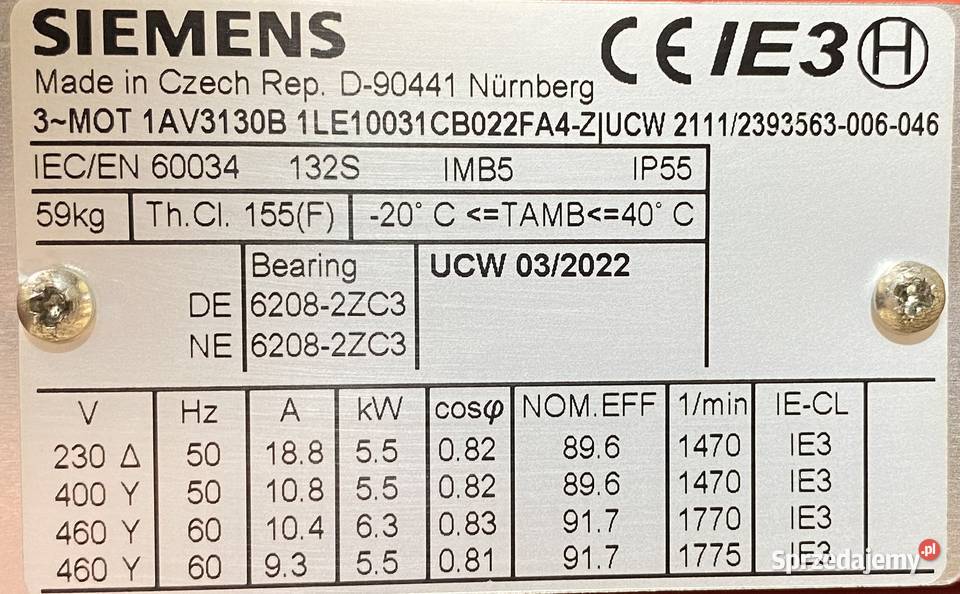 SIEMENS CE IE3 H
Made in Czech Rep. D-90441 Nürnberg
3~MOT 1AV3130B 1LE10031CB022FA4-Z|UCW 2111/2393563-006-046
IEC/EN 60034 132S IMB5 IP55
59kg Th.Cl. 155(F) -20° C <=TAMB<=40° C
Bearing UCW 03/2022
DE 6208-2ZC3
NE 6208-2ZC3
V Hz A kW cosφ NOM.EFF 1/min IE-CL
230 Δ 50 18.8 5.5 0.82 89.6 1470 IE3
400 Y 50 10.8 5.5 0.82 89.6 1470 IE3
460 Y 60 10.4 6.3 0.83 91.7 1770 IE3
460 Y 60 9.3 5.5 0.81 91.7 1775 IE3
Sprzedajemy.pl